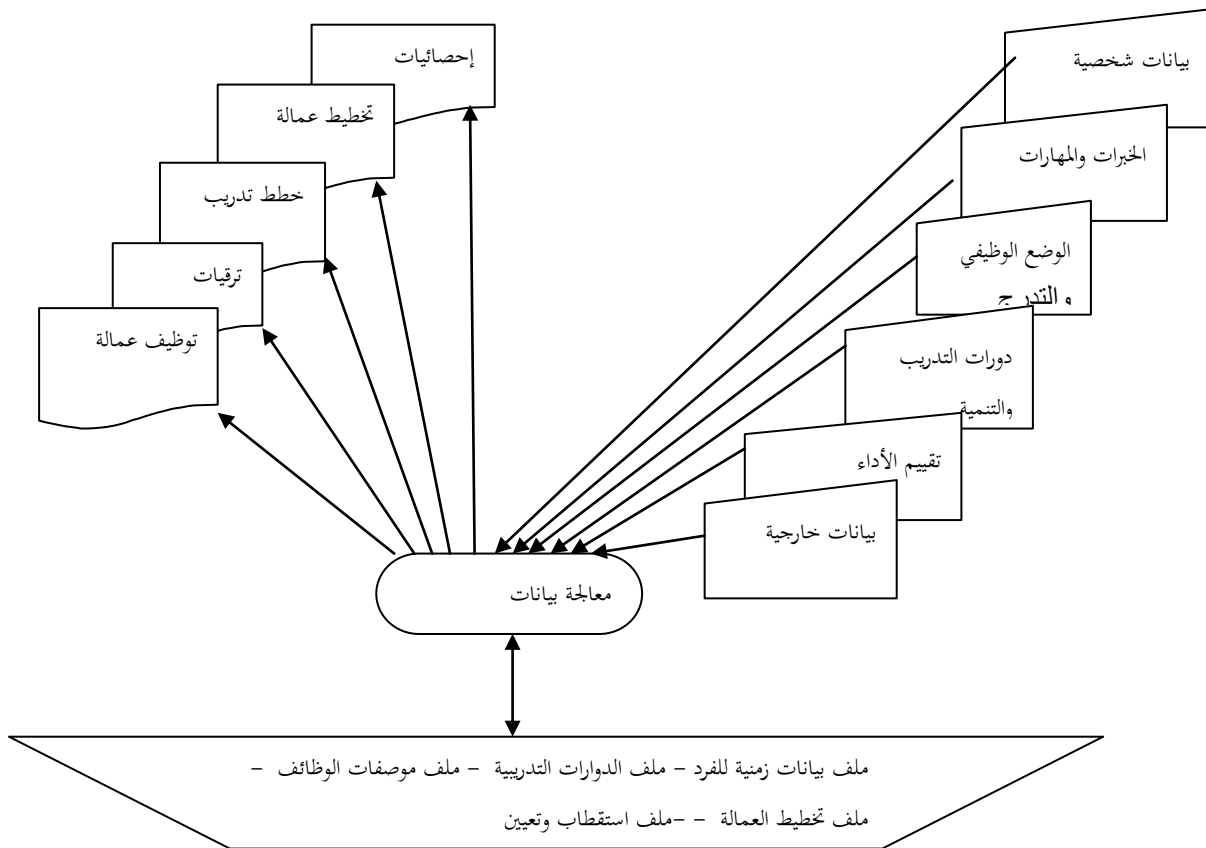 بيانات شخصية
الخبرات والمهارات
الوضع الوظيفي
والتدرج
دورات التدريب
والتنمية
تقييم الأداء
بيانات خارجية
إحصائيات
تخطيط عمالة
خطط تدريب
ترقيات
توظيف عمالة
معالجة بيانات
ملف بيانات زمنية للفرد – ملف الدوارات التدريبية – ملف موصفات الوظائف –
ملف تخطيط العمالة – –ملف استقطاب وتعيين